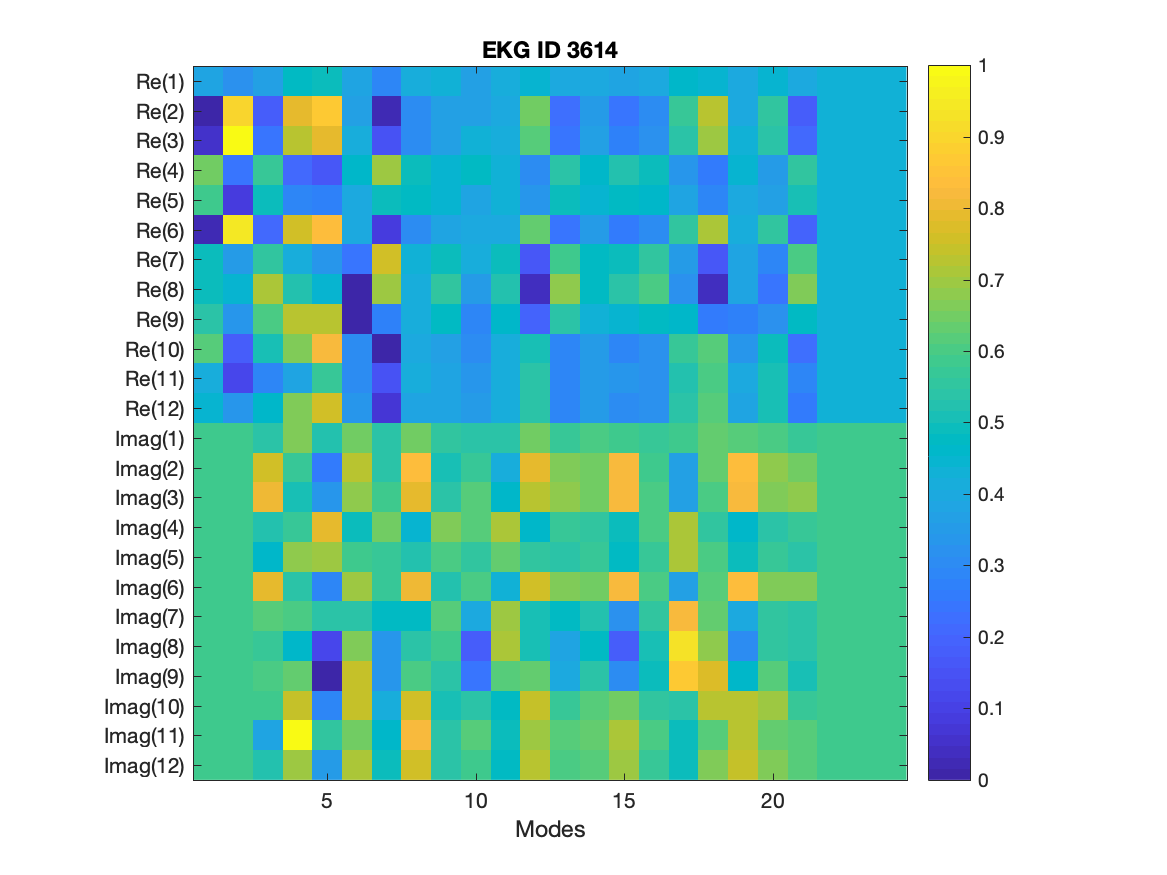 EKG ID 3614
Re(1)
Re(2)
Re(3)
Re(4)
Re(5)
Re(6)
Re(7)
Re(8)
Re(9)
Re(10)
Re(11)
Re(12)
Imag(1)
Imag(2)
Imag(3)
Imag(4)
Imag(5)
Imag(6)
Imag(7)
Imag(8)
Imag(9)
Imag(10)
Imag(11)
Imag(12)
5 10 15 20
Modes
1
0.9
0.8
0.7
0.6
0.5
0.4
0.3
0.2
0.1
0